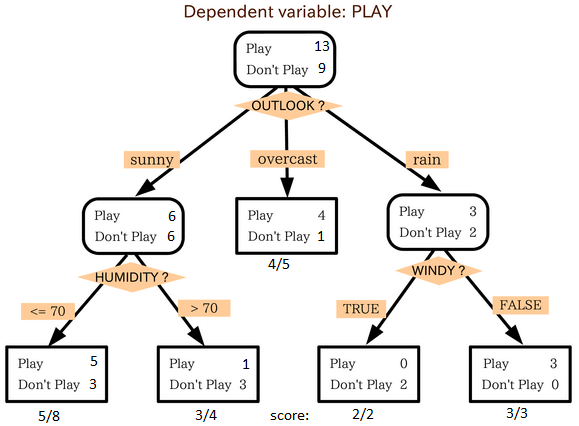 Dependent variable: PLAY
Play 13
Don't Play 9
OUTLOOK ?
sunny
overcast
rain
Play 6
Don't Play 6
Play 4
Don't Play 1
Play 3
Don't Play 2
4/5
HUMIDITY ?
WINDY ?
<= 70
> 70
TRUE
FALSE
Play 5
Don't Play 3
Play 1
Don't Play 3
Play 0
Don't Play 2
Play 3
Don't Play 0
5/8
3/4
score:
2/2
3/3